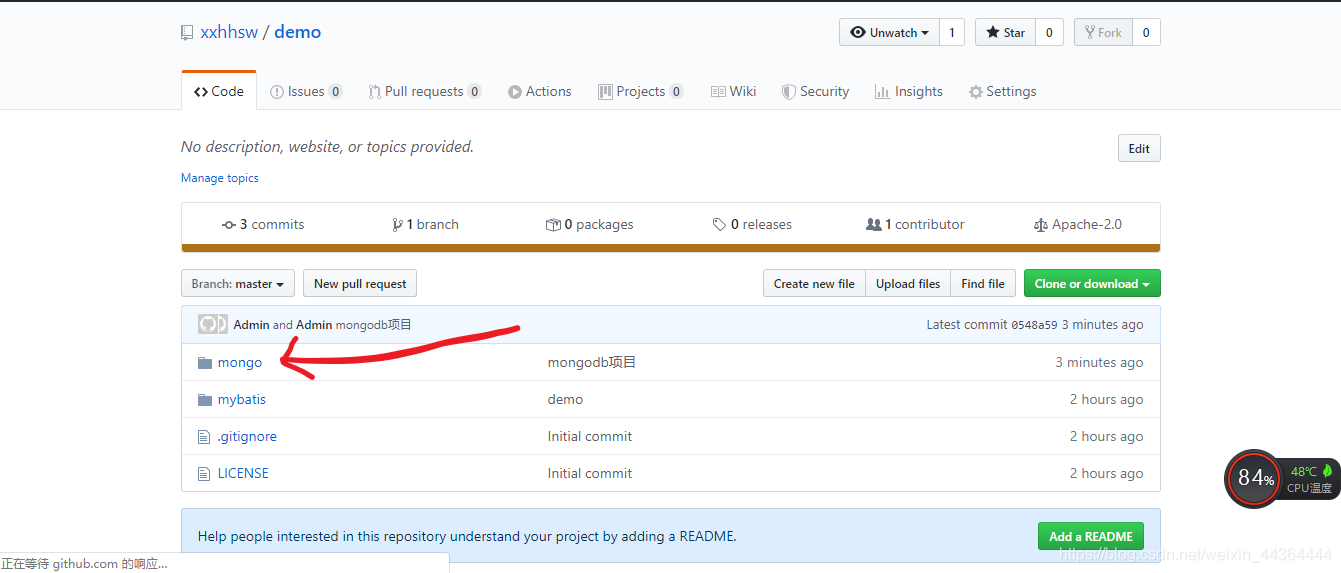 xxhhsw / demo
Unwatch 1 Star 0 Fork 0
Code Issues 0 Pull requests 0 Actions Projects 0 Wiki Security Insights Settings
No description, website, or topics provided. Edit
Manage topics
3 commits 1 branch 0 packages 0 releases 1 contributor Apache-2.0
Branch: master New pull request Create new file Upload files Find file Clone or download
Admin and Admin mongodb项目 Latest commit 0548a59 3 minutes ago
mongo mongodb项目 3 minutes ago
mybatis demo 2 hours ago
.gitignore Initial commit 2 hours ago
LICENSE Initial commit 2 hours ago
84% 48℃
CPU温度
Help people interested in this repository understand your project by adding a README. Add a README
正在等待 github.com 的响应...
https://blog.csdn.net/weixin_44364444